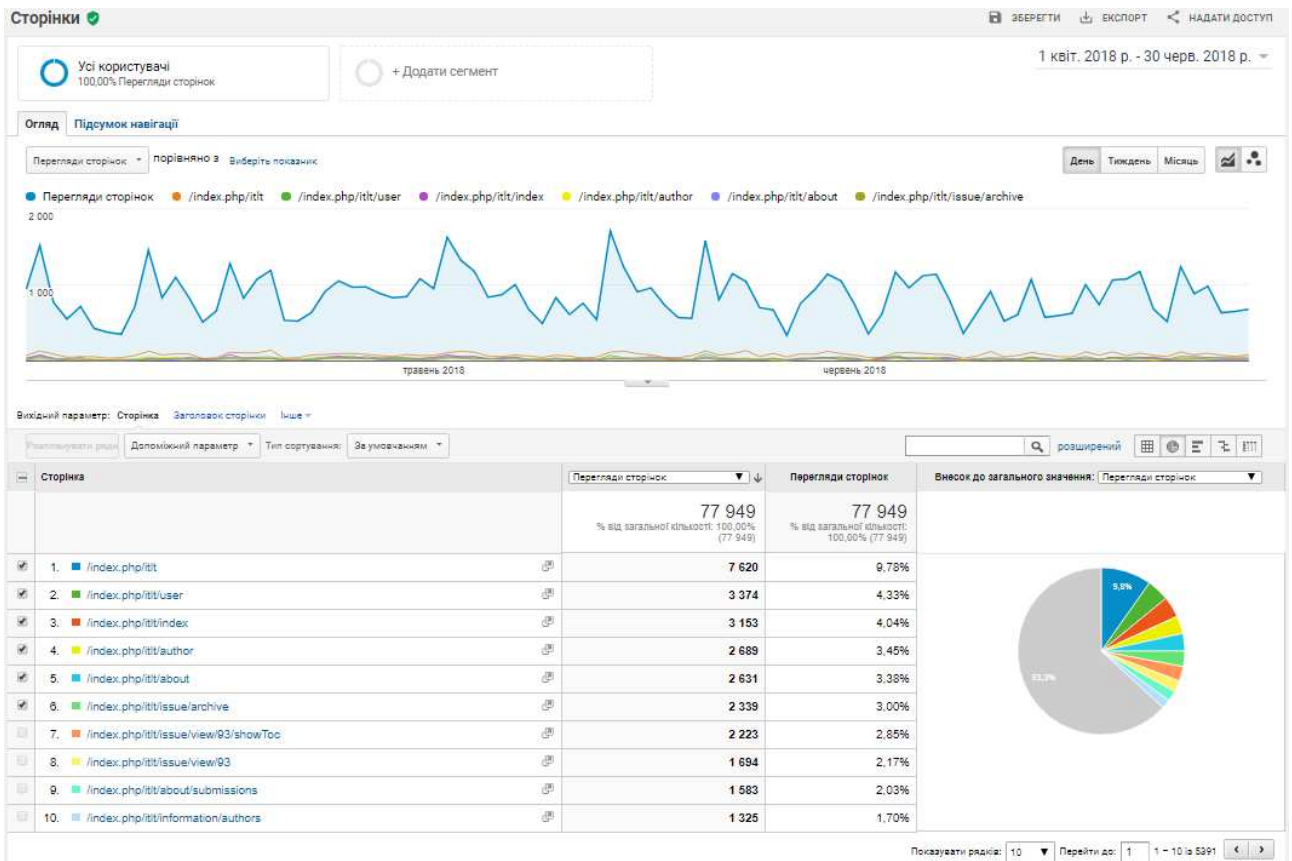 Сторінки
ЗБЕРЕГТИ ЕКСПОРТ НАДАТИ ДОСТУП
Усі користувачі
100,00% Перегляди сторінок
+ Додати сегмент
1 квіт. 2018 р. - 30 черв. 2018 р.
Огляд Підсумок навігації
Перегляди сторінок порівняно з Виберіть показник
День Тиждень Місяць
Перегляди сторінок /index.php/itlt /index.php/itlt/user /index.php/itlt/index /index.php/itlt/author /index.php/itlt/about /index.php/itlt/issue/archive
2 000
1 000
травень 2018 червень 2018
Вихідний параметр: Сторінка Заголовок сторінки Інше
Розпланувати ряди Допоміжний параметр Тип сортування: За умовчанням розширений
Сторінка Перегляди сторінок Перегляди сторінок Внесок до загального значення: Перегляди сторінок
77 949 77 949
% від загальної кількості: 100,00% (77 949) % від загальної кількості: 100,00% (77 949)
1. /index.php/itlt 7 620 9,78%
2. /index.php/itlt/user 3 374 4,33%
3. /index.php/itlt/index 3 153 4,04%
4. /index.php/itlt/author 2 689 3,45%
5. /index.php/itlt/about 2 631 3,38%
6. /index.php/itlt/issue/archive 2 339 3,00%
7. /index.php/itlt/issue/view/93/showToc 2 223 2,85%
8. /index.php/itlt/issue/view/93 1 694 2,17%
9. /index.php/itlt/about/submissions 1 583 2,03%
10. /index.php/itlt/information/authors 1 325 1,70%
9,8%
63,3%
Показувати рядків: 10 Перейти до: 1 1 – 10 із 5391